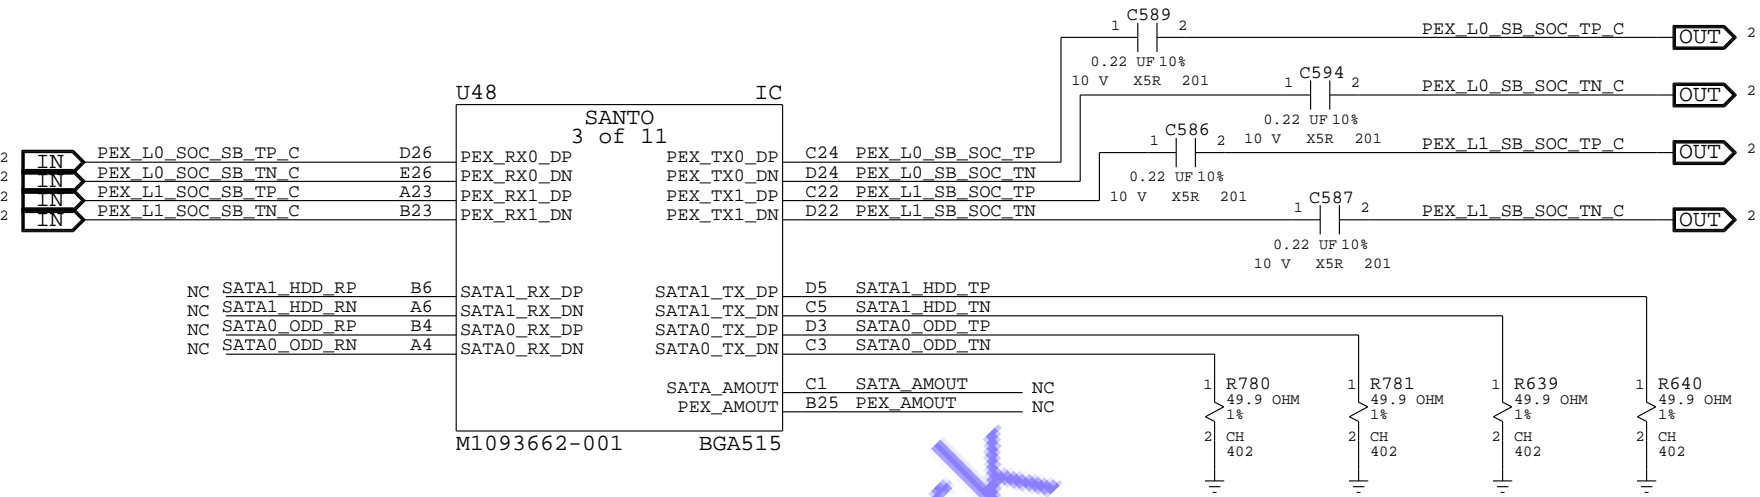 C589
1 2
PEX_L0_SB_SOC_TP_C OUT 2
0.22 UF 10%
10 V X5R 201
C594
1 2
PEX_L0_SB_SOC_TN_C OUT 2
0.22 UF 10%
10 V X5R 201
C586
1 2
PEX_L1_SB_SOC_TP_C OUT 2
0.22 UF 10%
10 V X5R 201
C587
1 2
PEX_L1_SB_SOC_TN_C OUT 2
0.22 UF 10%
10 V X5R 201
U48 IC
SANTO
3 of 11
2 IN PEX_L0_SOC_SB_TP_C D26 PEX_RX0_DP PEX_TX0_DP C24 PEX_L0_SB_SOC_TP
2 IN PEX_L0_SOC_SB_TN_C E26 PEX_RX0_DN PEX_TX0_DN D24 PEX_L0_SB_SOC_TN
2 IN PEX_L1_SOC_SB_TP_C A23 PEX_RX1_DP PEX_TX1_DP C22 PEX_L1_SB_SOC_TP
2 IN PEX_L1_SOC_SB_TN_C B23 PEX_RX1_DN PEX_TX1_DN D22 PEX_L1_SB_SOC_TN
NC SATA1_HDD_RP B6 SATA1_RX_DP SATA1_TX_DP D5 SATA1_HDD_TP
NC SATA1_HDD_RN A6 SATA1_RX_DN SATA1_TX_DN C5 SATA1_HDD_TN
NC SATA0_ODD_RP B4 SATA0_RX_DP SATA0_TX_DP D3 SATA0_ODD_TP
NC SATA0_ODD_RN A4 SATA0_RX_DN SATA0_TX_DN C3 SATA0_ODD_TN
SATA_AMOUT C1 SATA_AMOUT NC
PEX_AMOUT B25 PEX_AMOUT NC
M1093662-001 BGA515
1 R780 1 R781 1 R639 1 R640
49.9 OHM 49.9 OHM 49.9 OHM 49.9 OHM
1% 1% 1% 1%
2 CH 2 CH 2 CH 2 CH
402 402 402 402